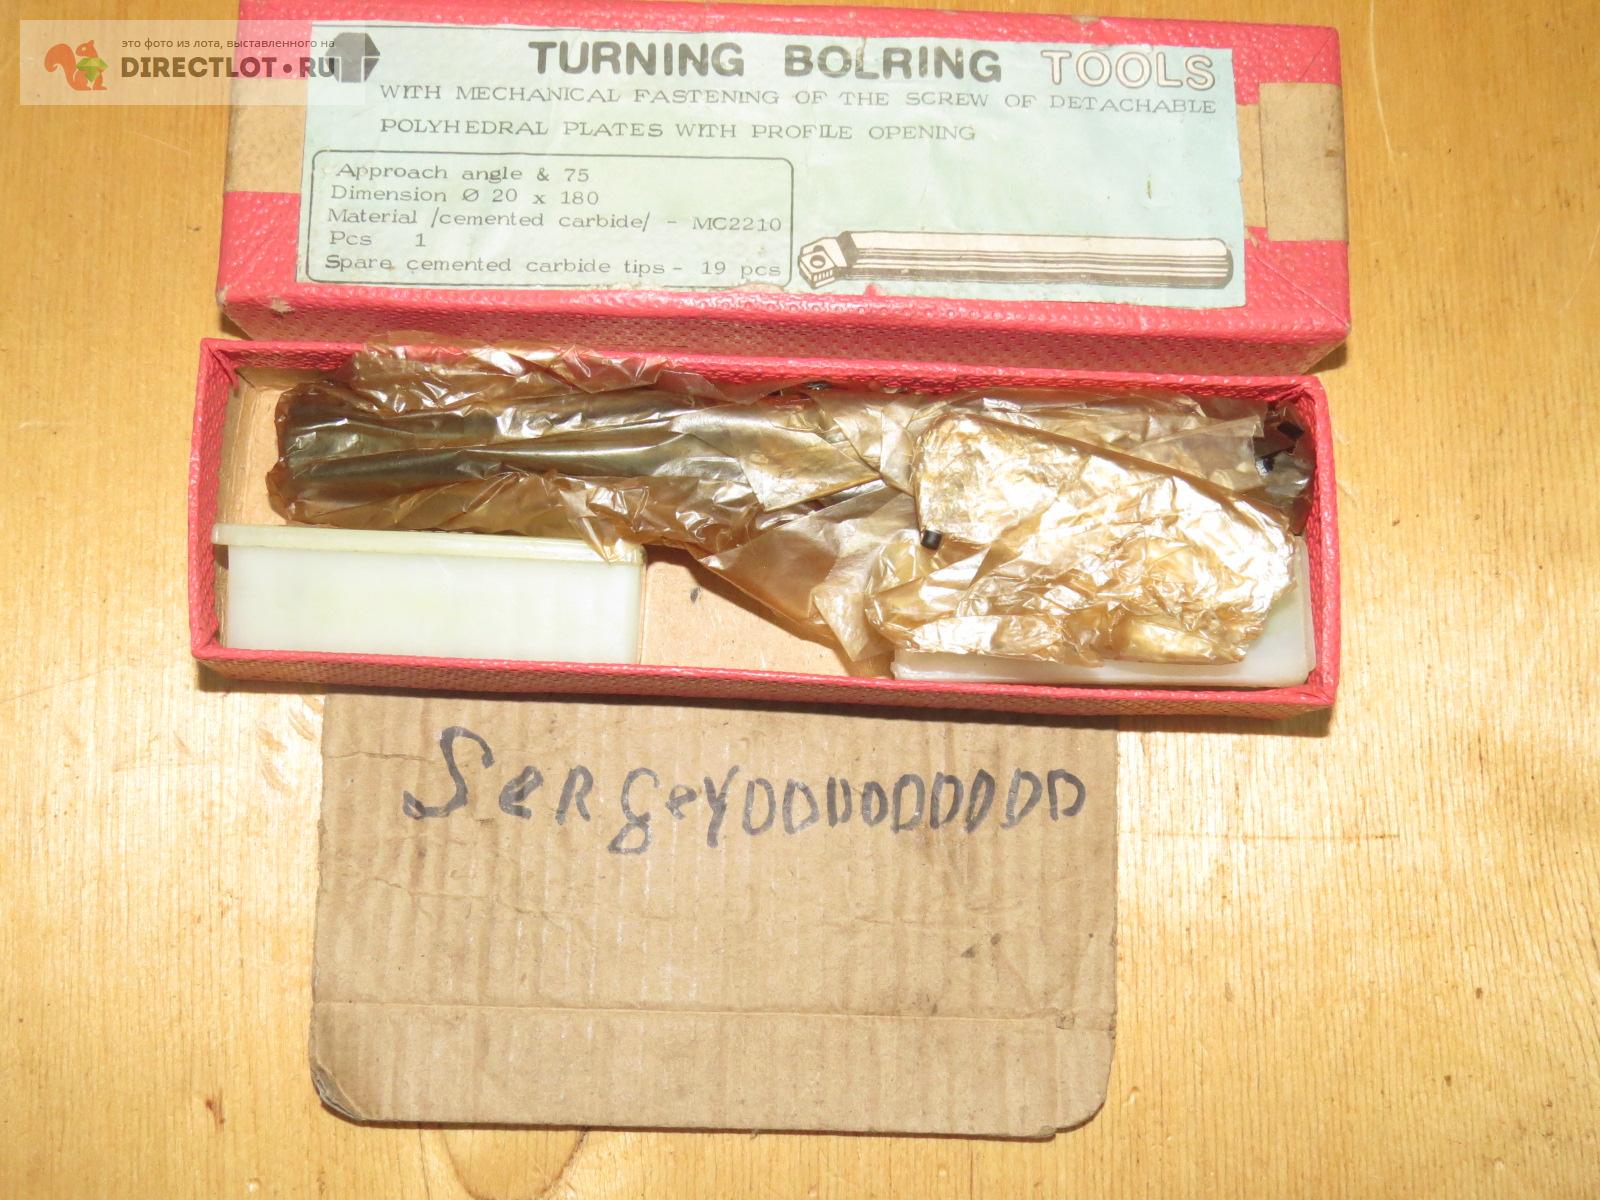 это фото из лота, выставленного на
DIRECTLOT•RU
TURNING BOLRING TOOLS
WITH MECHANICAL FASTENING OF THE SCREW OF DETACHABLE
POLYHEDRAL PLATES WITH PROFILE OPENING
Approach angle & 75
Dimension Ø 20 x 180
Material /cemented carbide/ - MC2210
Pcs 1
Spare cemented carbide tips - 19 pcs
SergeyDDDDDDDDDD